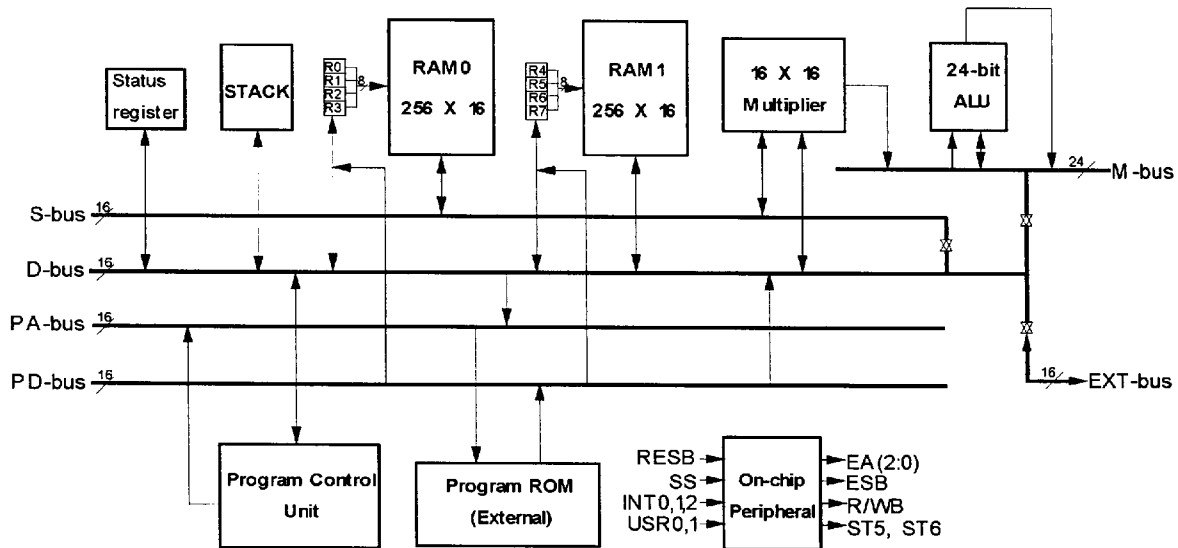 Status
register
STACK
R0
R1
R2
R3
8
RAM0
256 X 16
R4
R5
R6
R7
8
RAM1
256 X 16
16 X 16
Multiplier
24-bit
ALU
24
M-bus
S-bus
16
D-bus
16
PA-bus
16
PD-bus
16
16
EXT-bus
Program Control
Unit
Program ROM
(External)
RESB
SS
INT0,1,2
USR0,1
On-chip
Peripheral
EA(2:0)
ESB
R/WB
ST5, ST6